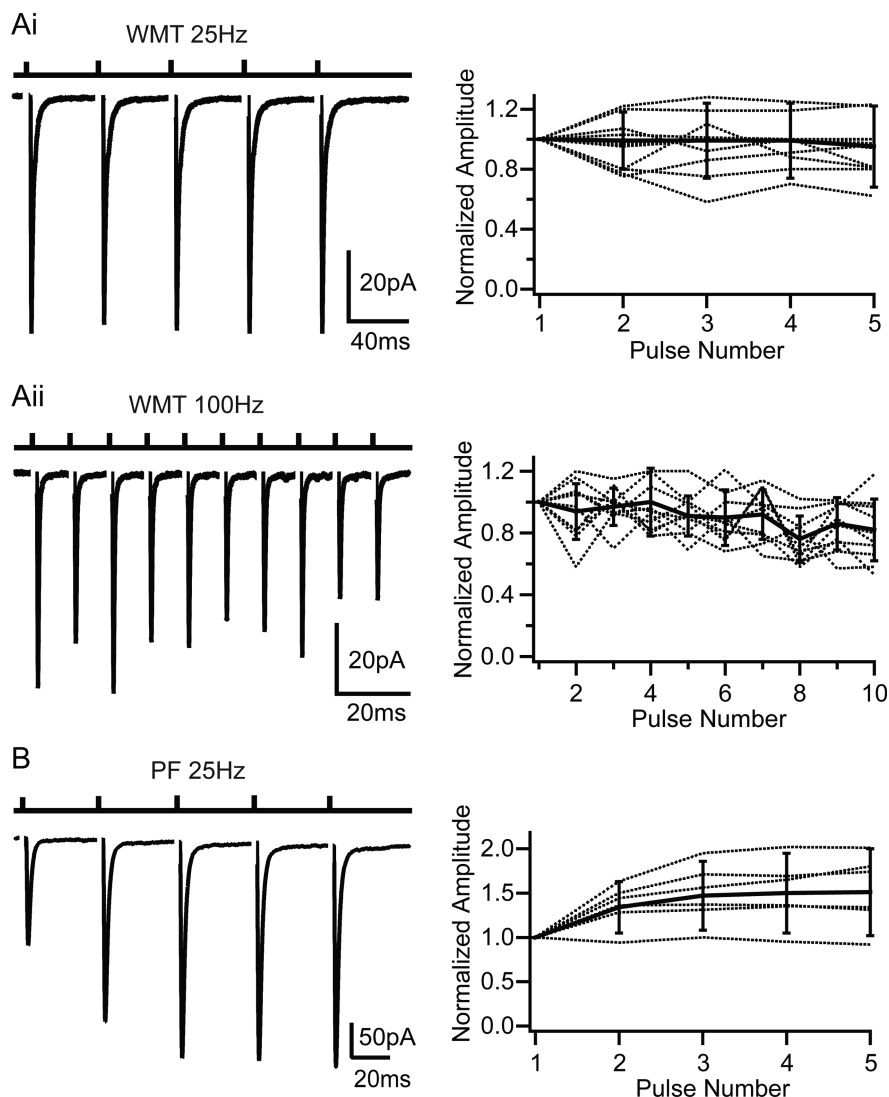 Ai
WMT 25Hz
20pA
40ms
Normalized Amplitude
1.2
0.8
0.4
0.0
1 2 3 4 5
Pulse Number
Aii
WMT 100Hz
20pA
20ms
Normalized Amplitude
1.2
0.8
0.4
0.0
2 4 6 8 10
Pulse Number
B
PF 25Hz
50pA
20ms
Normalized Amplitude
2.0
1.5
1.0
0.5
0.0
1 2 3 4 5
Pulse Number